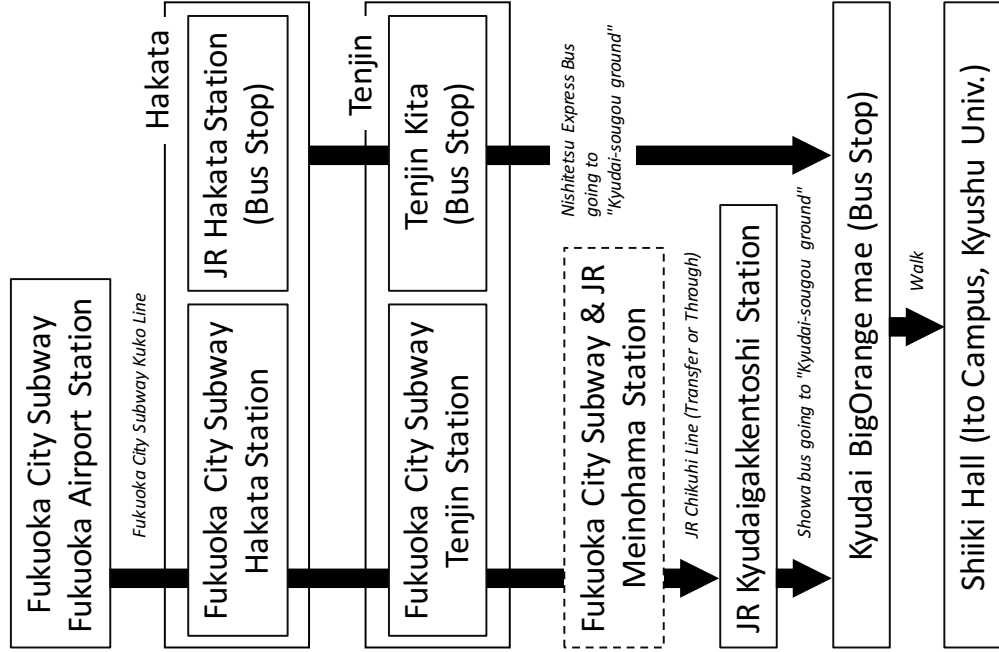 Fukuoka City Subway
Fukuoka Airport Station
Fukuoka City Subway Kuko Line
Hakata
Fukuoka City Subway
Hakata Station
JR Hakata Station
(Bus Stop)
Tenjin
Fukuoka City Subway
Tenjin Station
Tenjin Kita
(Bus Stop)
Nishitetsu Express Bus
going to
"Kyudai-sougou ground"
Fukuoka City Subway & JR
Meinohama Station
JR Chikuhi Line (Transfer or Through)
JR Kyudaigakkentoshi Station
Showa bus going to "Kyudai-sougou ground"
Kyudai BigOrange mae (Bus Stop)
Walk
Shiiki Hall (Ito Campus, Kyushu Univ.)